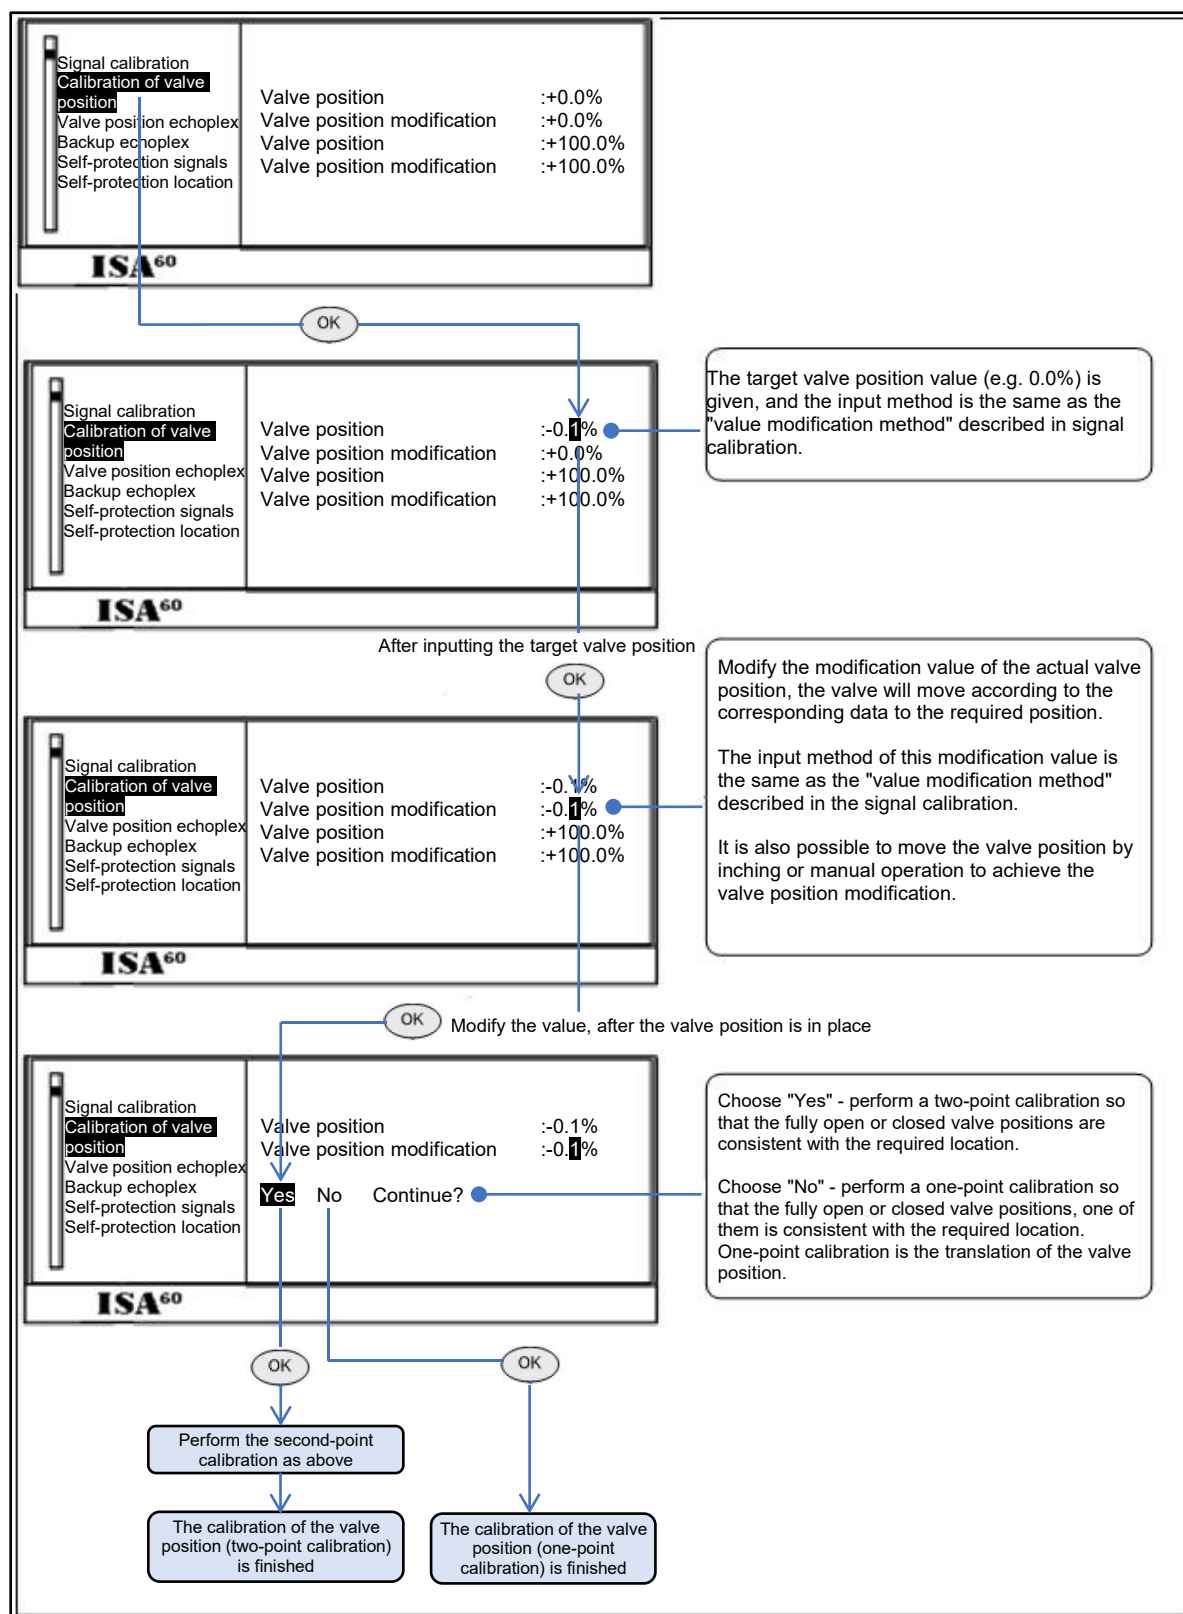 Signal calibration
Calibration of valve
position
Valve position echoplex
Backup echoplex
Self-protection signals
Self-protection location
Valve position :+0.0%
Valve position modification :+0.0%
Valve position :+100.0%
Valve position modification :+100.0%
ISA60
OK
Signal calibration
Calibration of valve
position
Valve position echoplex
Backup echoplex
Self-protection signals
Self-protection location
Valve position :-0.1%
Valve position modification :+0.0%
Valve position :+100.0%
Valve position modification :+100.0%
ISA60
The target valve position value (e.g. 0.0%) is
given, and the input method is the same as the
"value modification method" described in signal
calibration.
After inputting the target valve position
OK
Signal calibration
Calibration of valve
position
Valve position echoplex
Backup echoplex
Self-protection signals
Self-protection location
Valve position :-0.1%
Valve position modification :-0.1%
Valve position :+100.0%
Valve position modification :+100.0%
ISA60
Modify the modification value of the actual valve
position, the valve will move according to the
corresponding data to the required position.
The input method of this modification value is
the same as the "value modification method"
described in the signal calibration.
It is also possible to move the valve position by
inching or manual operation to achieve the
valve position modification.
OK
Modify the value, after the valve position is in place
Signal calibration
Calibration of valve
position
Valve position echoplex
Backup echoplex
Self-protection signals
Self-protection location
Valve position :-0.1%
Valve position modification :-0.1%
Yes No Continue?
ISA60
Choose "Yes" - perform a two-point calibration so
that the fully open or closed valve positions are
consistent with the required location.
Choose "No" - perform a one-point calibration so
that the fully open or closed valve positions, one of
them is consistent with the required location.
One-point calibration is the translation of the valve
position.
OK
OK
Perform the second-point
calibration as above
The calibration of the valve
position (two-point calibration)
is finished
The calibration of the valve
position (one-point
calibration) is finished